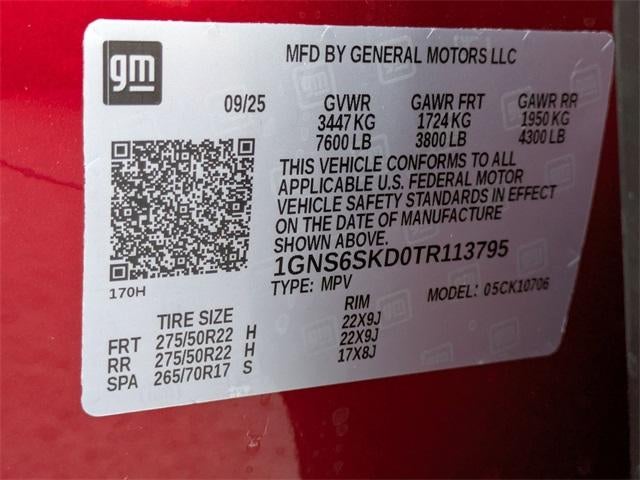 gm
MFD BY GENERAL MOTORS LLC
09/25 GVWR GAWR FRT GAWR RR
3447 KG 1724 KG 1950 KG
7600 LB 3800 LB 4300 LB
THIS VEHICLE CONFORMS TO ALL
APPLICABLE U.S. FEDERAL MOTOR
VEHICLE SAFETY STANDARDS IN EFFECT
ON THE DATE OF MANUFACTURE
SHOWN ABOVE.
1GNS6SKD0TR113795
170H
TYPE: MPV MODEL: 05CK10706
TIRE SIZE RIM
FRT 275/50R22 H 22X9J
RR 275/50R22 H 22X9J
SPA 265/70R17 S 17X8J